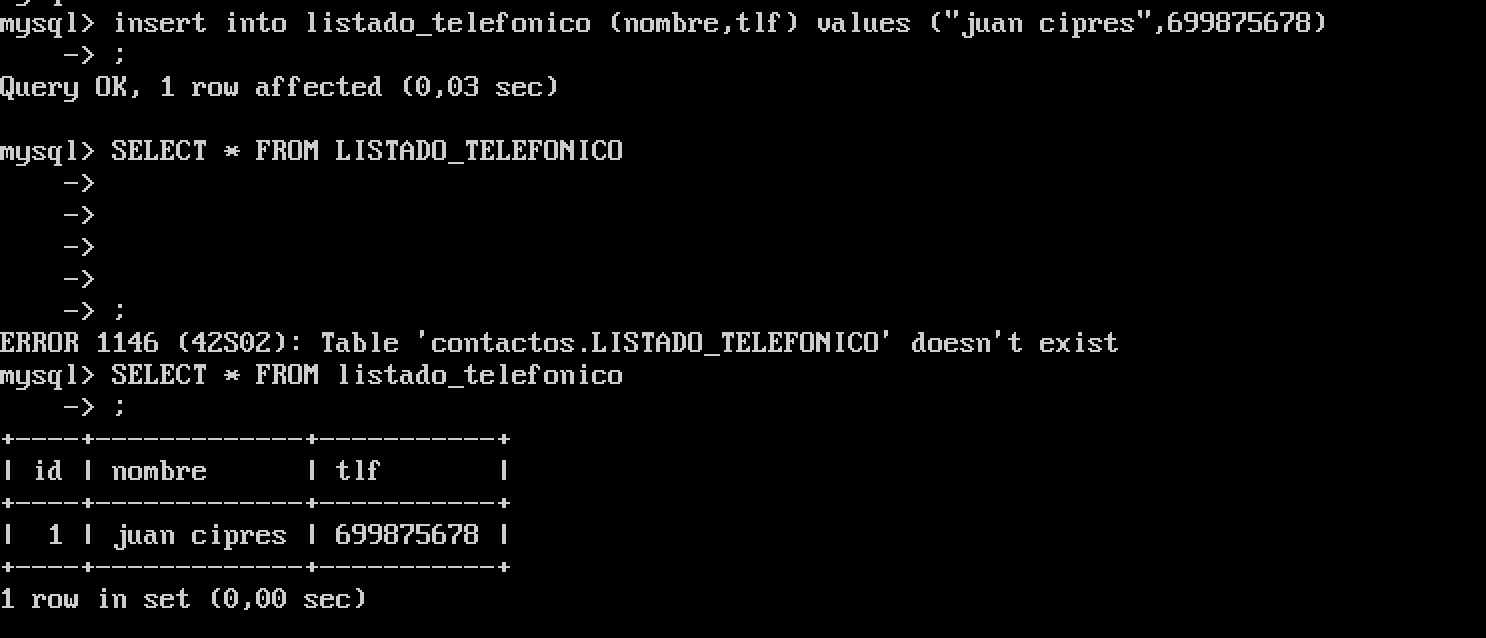 mysql> insert into listado_telefonico (nombre,tlf) values ("juan cipres",699875678)
    -> ;
Query OK, 1 row affected (0,03 sec)

mysql> SELECT * FROM LISTADO_TELEFONICO
    ->
    ->
    ->
    ->
    -> ;
ERROR 1146 (42S02): Table 'contactos.LISTADO_TELEFONICO' doesn't exist
mysql> SELECT * FROM listado_telefonico
    -> ;
+----+-------------+-----------+
| id | nombre      | tlf       |
+----+-------------+-----------+
|  1 | juan cipres | 699875678 |
+----+-------------+-----------+
1 row in set (0,00 sec)